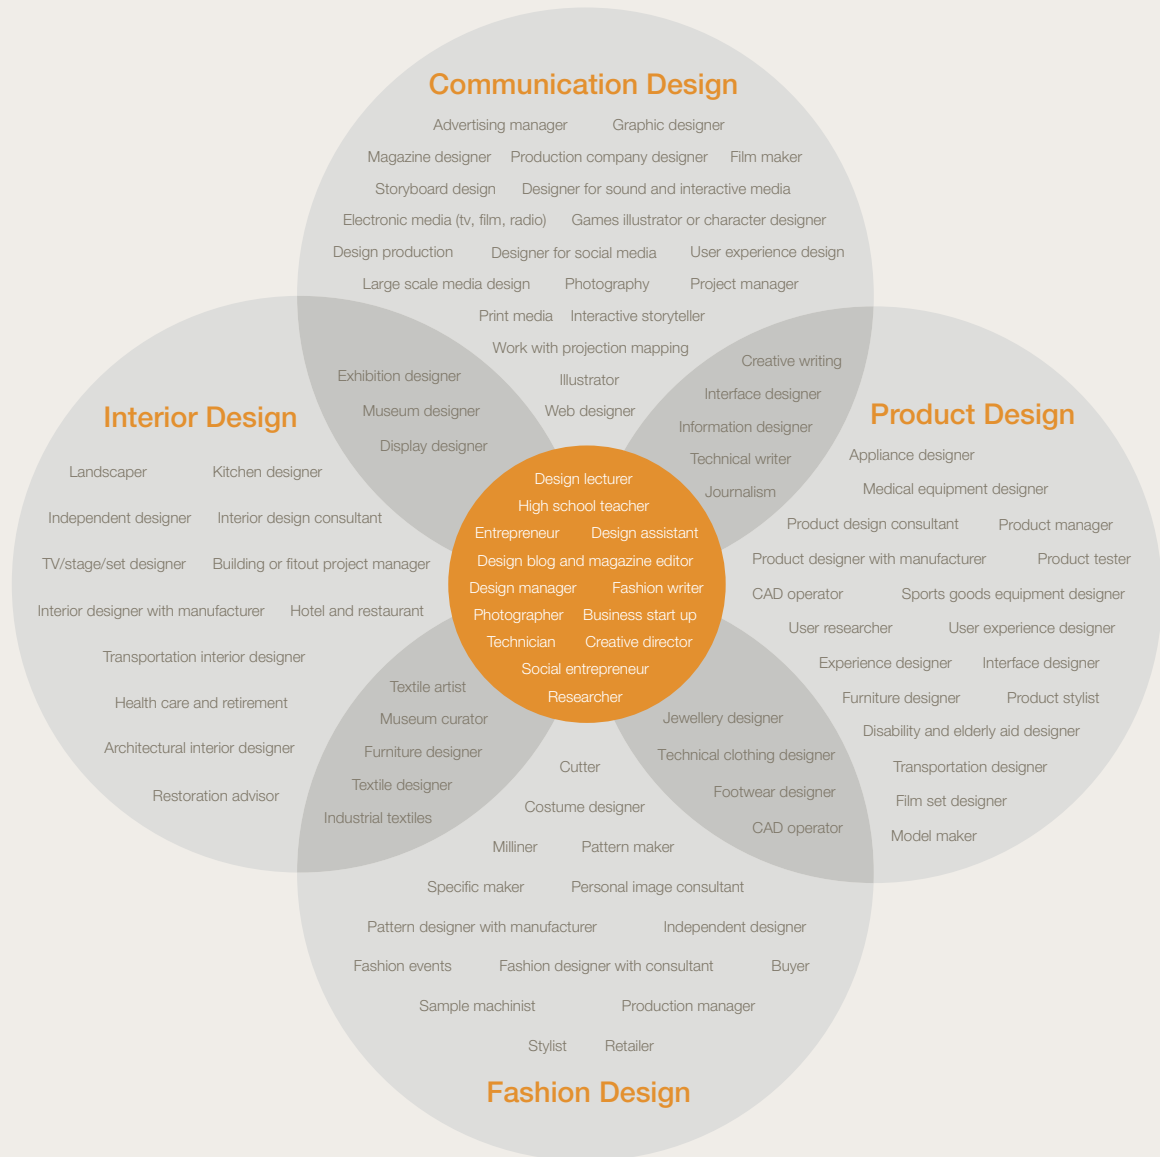 Communication Design
Advertising manager Graphic designer
Magazine designer Production company designer Film maker
Storyboard design Designer for sound and interactive media
Electronic media (tv, film, radio) Games illustrator or character designer
Design production Designer for social media User experience design
Large scale media design Photography Project manager
Print media Interactive storyteller
Work with projection mapping
Illustrator
Web designer
Exhibition designer
Museum designer
Display designer
Creative writing
Interface designer
Information designer
Technical writer
Journalism
Interior Design
Landscaper Kitchen designer
Independent designer Interior design consultant
TV/stage/set designer Building or fitout project manager
Interior designer with manufacturer Hotel and restaurant
Transportation interior designer
Health care and retirement
Architectural interior designer
Restoration advisor
Design lecturer
High school teacher
Entrepreneur Design assistant
Design blog and magazine editor
Design manager Fashion writer
Photographer Business start up
Technician Creative director
Social entrepreneur
Researcher
Product Design
Appliance designer
Medical equipment designer
Product design consultant Product manager
Product designer with manufacturer Product tester
CAD operator Sports goods equipment designer
User researcher User experience designer
Experience designer Interface designer
Furniture designer Product stylist
Disability and elderly aid designer
Transportation designer
Film set designer
Model maker
Textile artist
Museum curator
Furniture designer
Textile designer
Industrial textiles
Jewellery designer
Technical clothing designer
Footwear designer
CAD operator
Cutter
Costume designer
Milliner Pattern maker
Specific maker Personal image consultant
Pattern designer with manufacturer Independent designer
Fashion events Fashion designer with consultant Buyer
Sample machinist Production manager
Stylist Retailer
Fashion Design